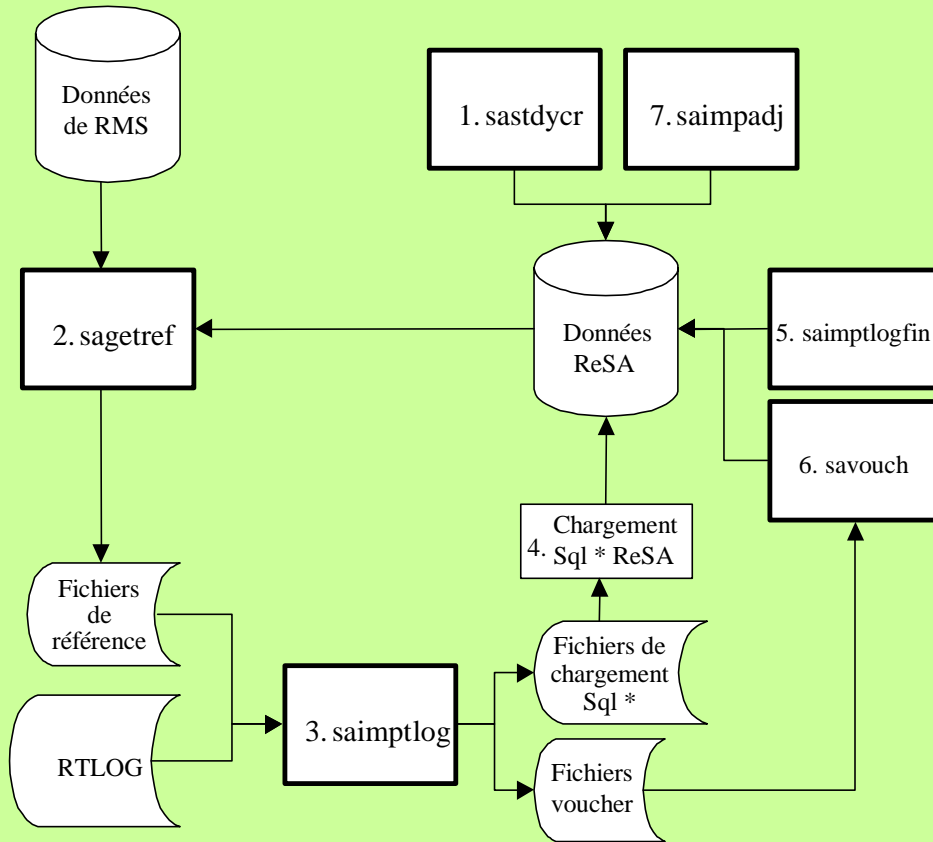 Données
de RMS
1. sastdycr
7. saimpadj
2. sagetref
Données
ReSA
5. saimptlogfin
6. savouch
4. Chargement
Sql * ReSA
Fichiers
de
référence
Fichiers de
chargement
Sql *
RTLOG
3. saimptlog
Fichiers
voucher